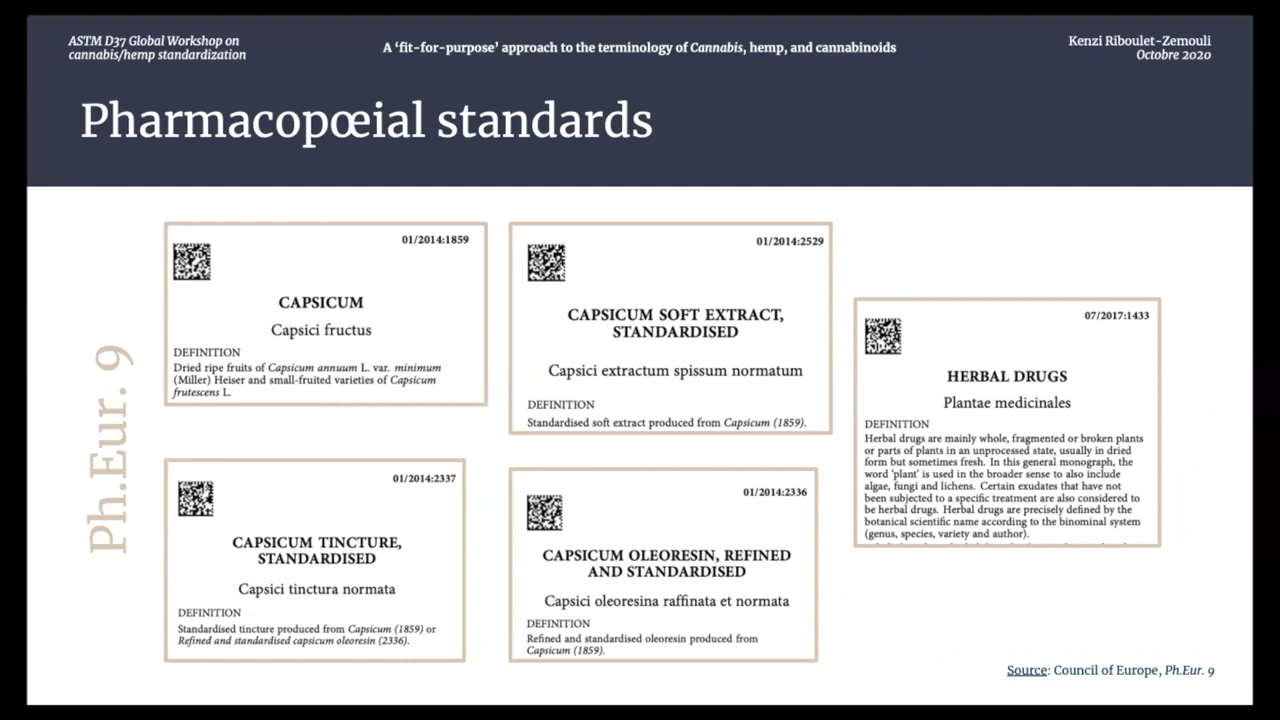 ASTM D37 Global Workshop on
cannabis/hemp standardization
A ‘fit-for-purpose’ approach to the terminology of Cannabis, hemp, and cannabinoids
Kenzi Riboulet-Zemouli
Octobre 2020
Pharmacopœial standards
Ph.Eur. 9
01/2014:1859
CAPSICUM
Capsici fructus
DEFINITION
Dried ripe fruits of Capsicum annuum L. var. minimum
(Miller) Heiser and small-fruited varieties of Capsicum
frutescens L.
01/2014:2529
CAPSICUM SOFT EXTRACT,
STANDARDISED
Capsici extractum spissum normatum
DEFINITION
Standardised soft extract produced from Capsicum (1859).
01/2014:2337
CAPSICUM TINCTURE,
STANDARDISED
Capsici tinctura normata
DEFINITION
Standardised tincture produced from Capsicum (1859) or
Refined and standardised capsicum oleoresin (2336).
01/2014:2336
CAPSICUM OLEORESIN, REFINED
AND STANDARDISED
Capsici oleoresina raffinata et normata
DEFINITION
Refined and standardised oleoresin produced from
Capsicum (1859).
07/2017:1433
HERBAL DRUGS
Plantae medicinales
DEFINITION
Herbal drugs are mainly whole, fragmented or broken plants
or parts of plants in an unprocessed state, usually in dried
form but sometimes fresh. In this general monograph, the
word ‘plant’ is used in the broader sense to also include
algae, fungi and lichens. Certain exudates that have not
been subjected to a specific treatment are also considered to
be herbal drugs. Herbal drugs are precisely defined by the
botanical scientific name according to the binominal system
(genus, species, variety and author).
Source: Council of Europe, Ph.Eur. 9